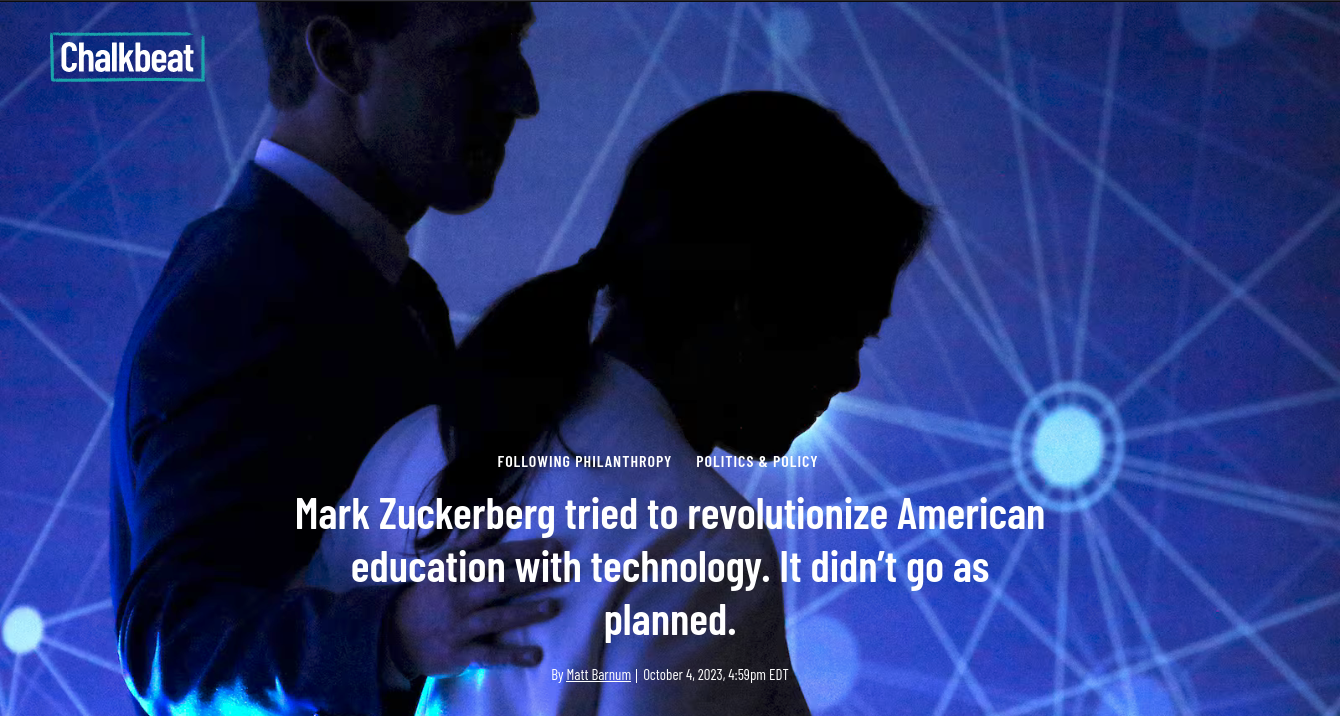 Chalkbeat
FOLLOWING PHILANTHROPY POLITICS & POLICY
Mark Zuckerberg tried to revolutionize American
education with technology. It didn’t go as
planned.
By Matt Barnum | October 4, 2023, 4:59pm EDT